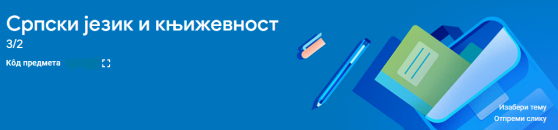 Српски језик и књижевност
3/2
Кôд предмета
Изабери тему
Отпреми слику